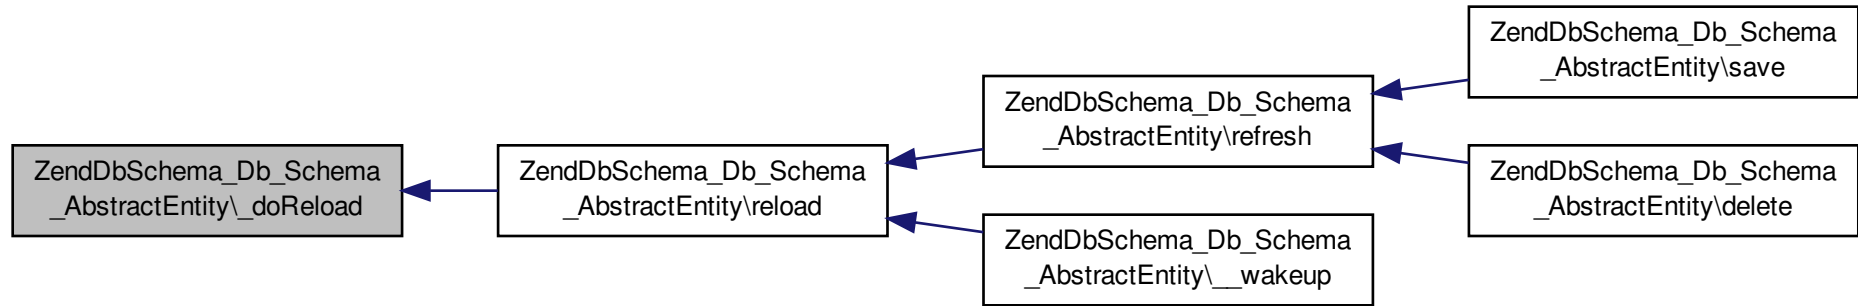 ZendDbSchema_Db_Schema
_AbstractEntity\_doReload
ZendDbSchema_Db_Schema
_AbstractEntity\reload
ZendDbSchema_Db_Schema
_AbstractEntity\refresh
ZendDbSchema_Db_Schema
_AbstractEntity\__wakeup
ZendDbSchema_Db_Schema
_AbstractEntity\save
ZendDbSchema_Db_Schema
_AbstractEntity\delete